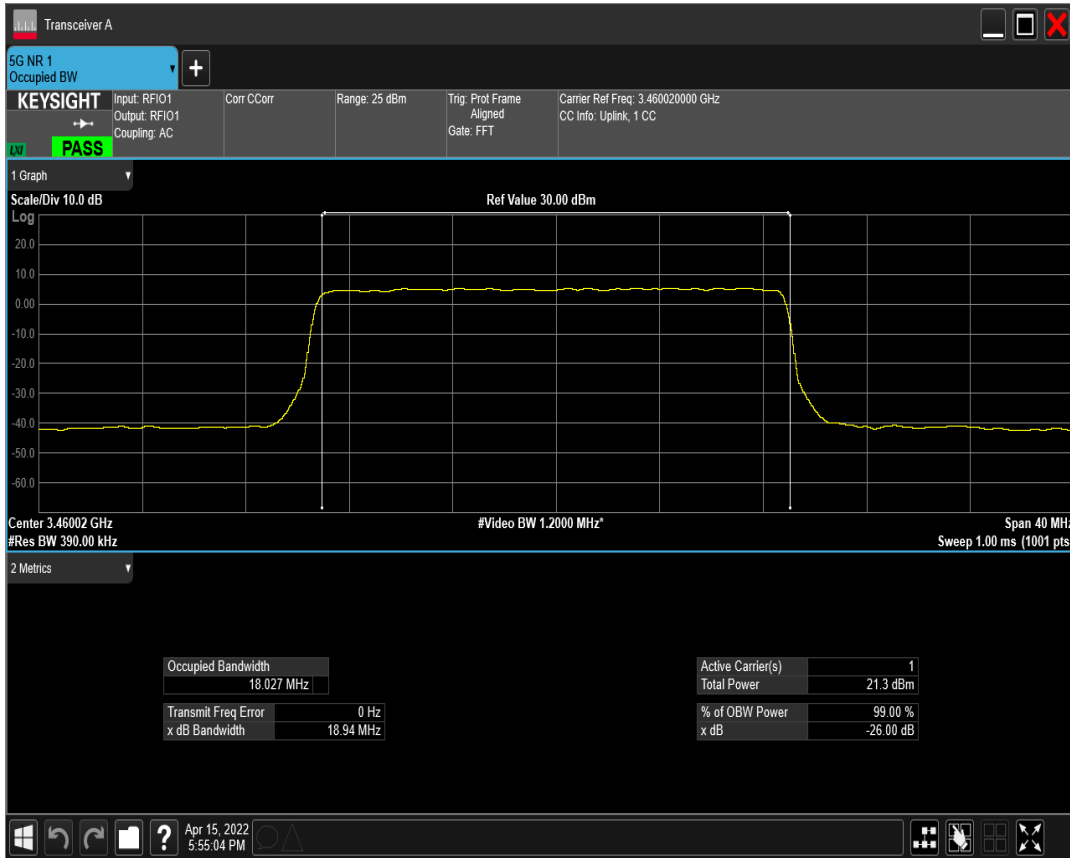 Transceiver A
5G NR 1
Occupied BW
+
KEYSIGHT
LXI
PASS
Input: RFIO1
Output: RFIO1
Coupling: AC
Corr CCorr
Range: 25 dBm
Trig: Prot Frame
Aligned
Gate: FFT
Carrier Ref Freq: 3.460020000 GHz
CC Info: Uplink, 1 CC
1 Graph
Scale/Div 10.0 dB
Ref Value 30.00 dBm
Log
20.0
10.0
0.00
-10.0
-20.0
-30.0
-40.0
-50.0
-60.0
Center 3.46002 GHz
#Video BW 1.2000 MHz*
Span 40 MHz
#Res BW 390.00 kHz
Sweep 1.00 ms (1001 pts
2 Metrics
Occupied Bandwidth
18.027 MHz
Transmit Freq Error 0 Hz
x dB Bandwidth 18.94 MHz
Active Carrier(s) 1
Total Power 21.3 dBm
% of OBW Power 99.00 %
x dB -26.00 dB
?
Apr 15, 2022
5:55:04 PM